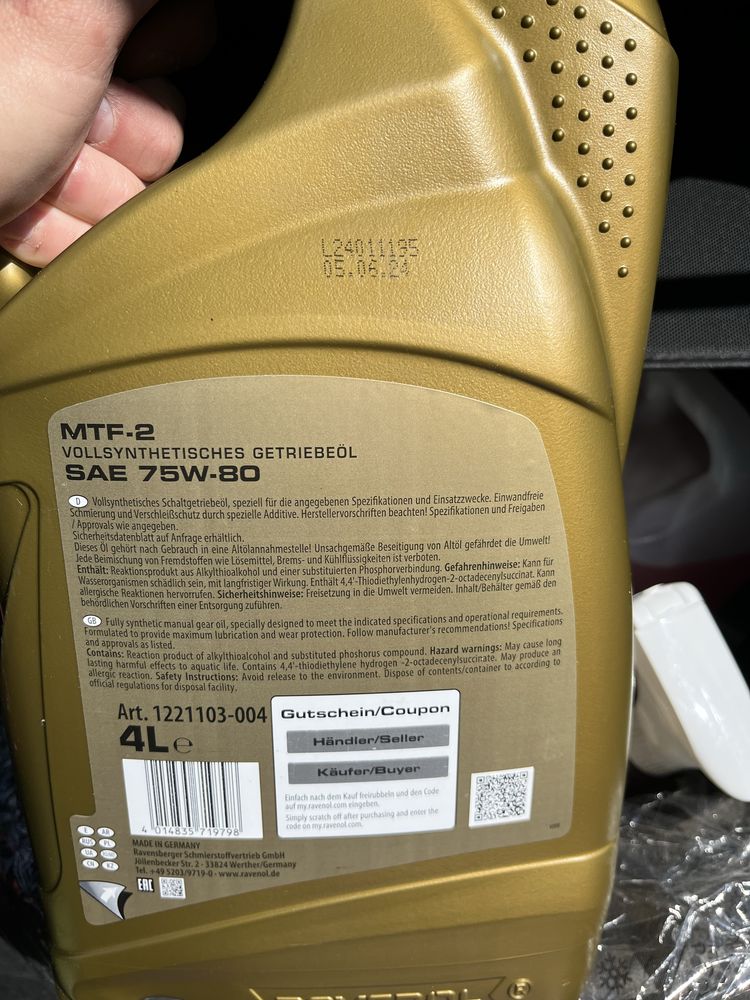 L24011195
05.06.24
MTF-2
VOLLSYNTHETISCHES GETRIEBEÖL
SAE 75W-80
D Vollsynthetisches Schaltgetriebeöl, speziell für die angegebenen Spezifikationen und Einsatzzwecke. Einwandfreie
Schmierung und Verschleißschutz durch spezielle Additive. Herstellervorschriften beachten! Spezifikationen und Freigaben
/ Approvals wie angegeben.
Sicherheitsdatenblatt auf Anfrage erhältlich.
Dieses Öl gehört nach Gebrauch in eine Altölannahmestelle! Unsachgemäße Beseitigung von Altöl gefährdet die Umwelt!
Jede Beimischung von Fremdstoffen wie Lösemittel, Brems- und Kühlflüssigkeiten ist verboten.
Enthält: Reaktionsprodukt aus Alkylthioalkohol und einer substituierten Phosphorverbindung. Gefahrenhinweise: Kann für
Wasserorganismen schädlich sein, mit langfristiger Wirkung. Enthält 4,4'-Thiodiethylenhydrogen-2-octadecenylsuccinat. Kann
allergische Reaktionen hervorrufen. Sicherheitshinweise: Freisetzung in die Umwelt vermeiden. Inhalt/Behälter gemäß den
behördlichen Vorschriften einer Entsorgung zuführen.
GB Fully synthetic manual gear oil, specially designed to meet the indicated specifications and operational requirements.
Formulated to provide maximum lubrication and wear protection. Follow manufacturer's recommendations! Specifications
and approvals as listed.
Contains: Reaction product of alkylthioalcohol and substituted phoshorus compound. Hazard warnings: May cause long
lasting harmful effects to aquatic life. Contains 4,4'-thiodiethylene hydrogen -2-octadecenylsuccinate. May produce an
allergic reaction. Safety Instructions: Avoid release to the environment. Dispose of contents/container to according to
official regulations for disposal facility.
Art. 1221103-004
4L e
Gutschein/Coupon
Händler/Seller
Käufer/Buyer
Einfach nach dem Kauf freirubbeln und den Code
auf my.ravenol.com eingeben.
Simply scratch off after purchasing and enter the
code on my.ravenol.com.
4 014835 719798
E AR
RUS PL
UA
CN KZ
MADE IN GERMANY
Ravensberger Schmierstoffvertrieb GmbH
Jöllenbecker Str. 2 - 33824 Werther/Germany
Tel. +49 5203/9719-0 - www.ravenol.de
EAC
RAVENOL ®